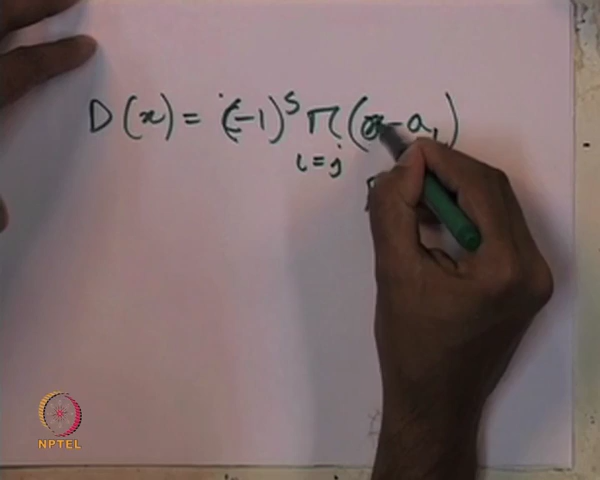 D(x) = (-1)^s Π (x - a_i)
i = j
NPTEL